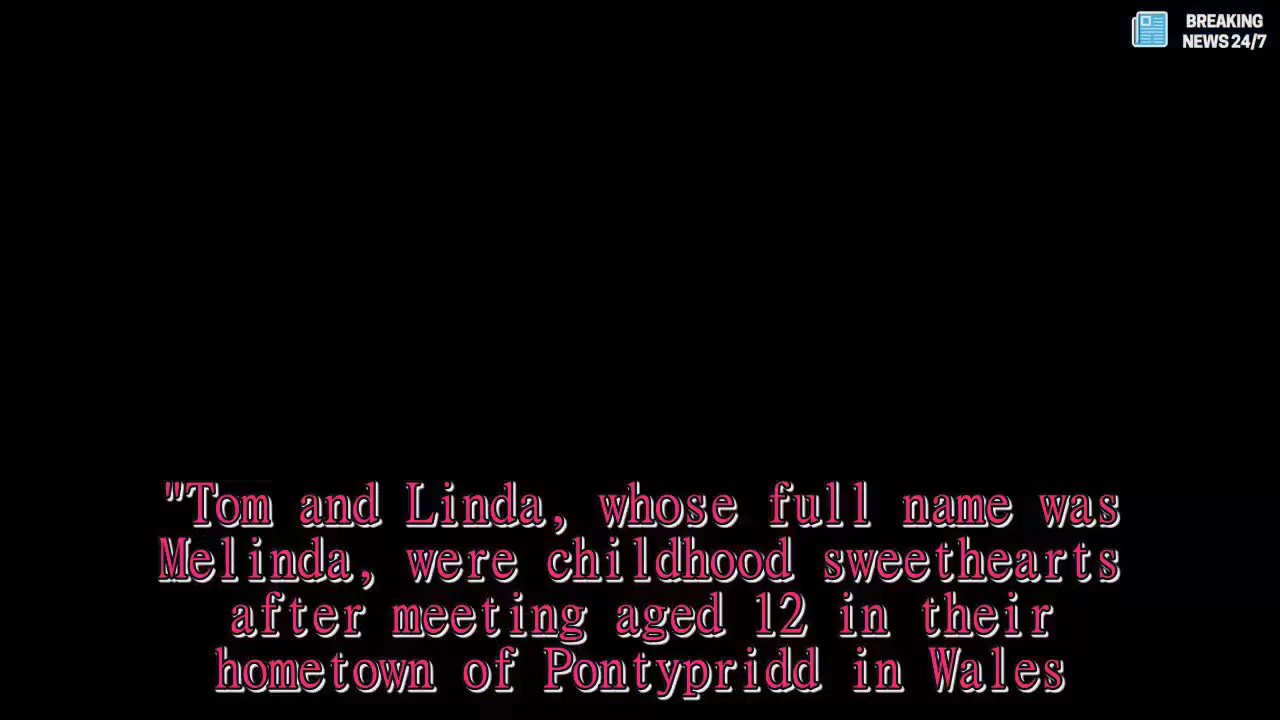 BREAKING
NEWS 24/7
"Tom and Linda, whose full name was
Melinda, were childhood sweethearts
after meeting aged 12 in their
hometown of Pontypridd in Wales